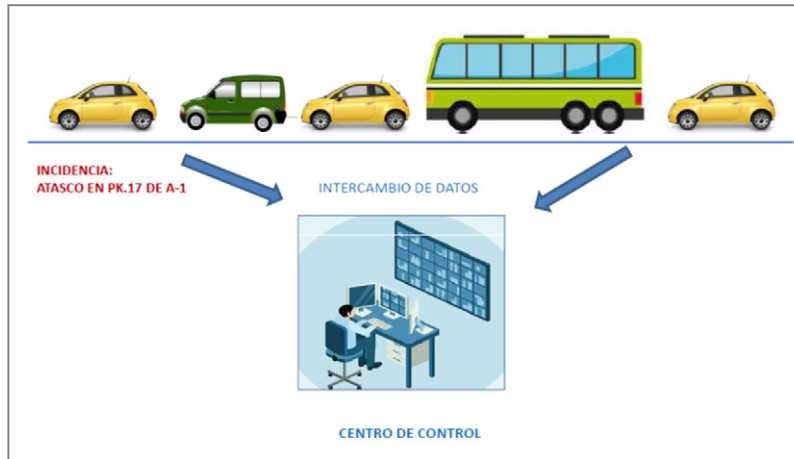 INCIDENCIA:
ATASCO EN PK.17 DE A-1
INTERCAMBIO DE DATOS
CENTRO DE CONTROL